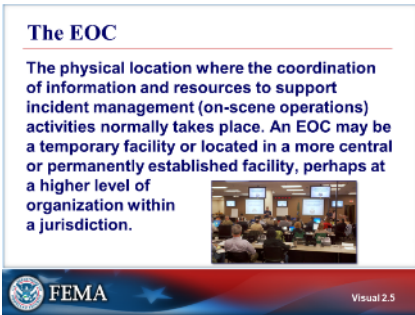 The EOC
The physical location where the coordination
of information and resources to support
incident management (on-scene operations)
activities normally takes place. An EOC may be
a temporary facility or located in a more central
or permanently established facility, perhaps at
a higher level of
organization within
a jurisdiction.
FEMA
Visual 2.5